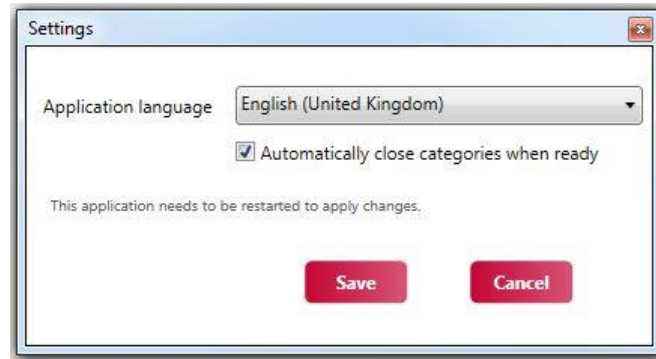 Settings
Application language
English (United Kingdom)
Automatically close categories when ready
This application needs to be restarted to apply changes.
Save
Cancel